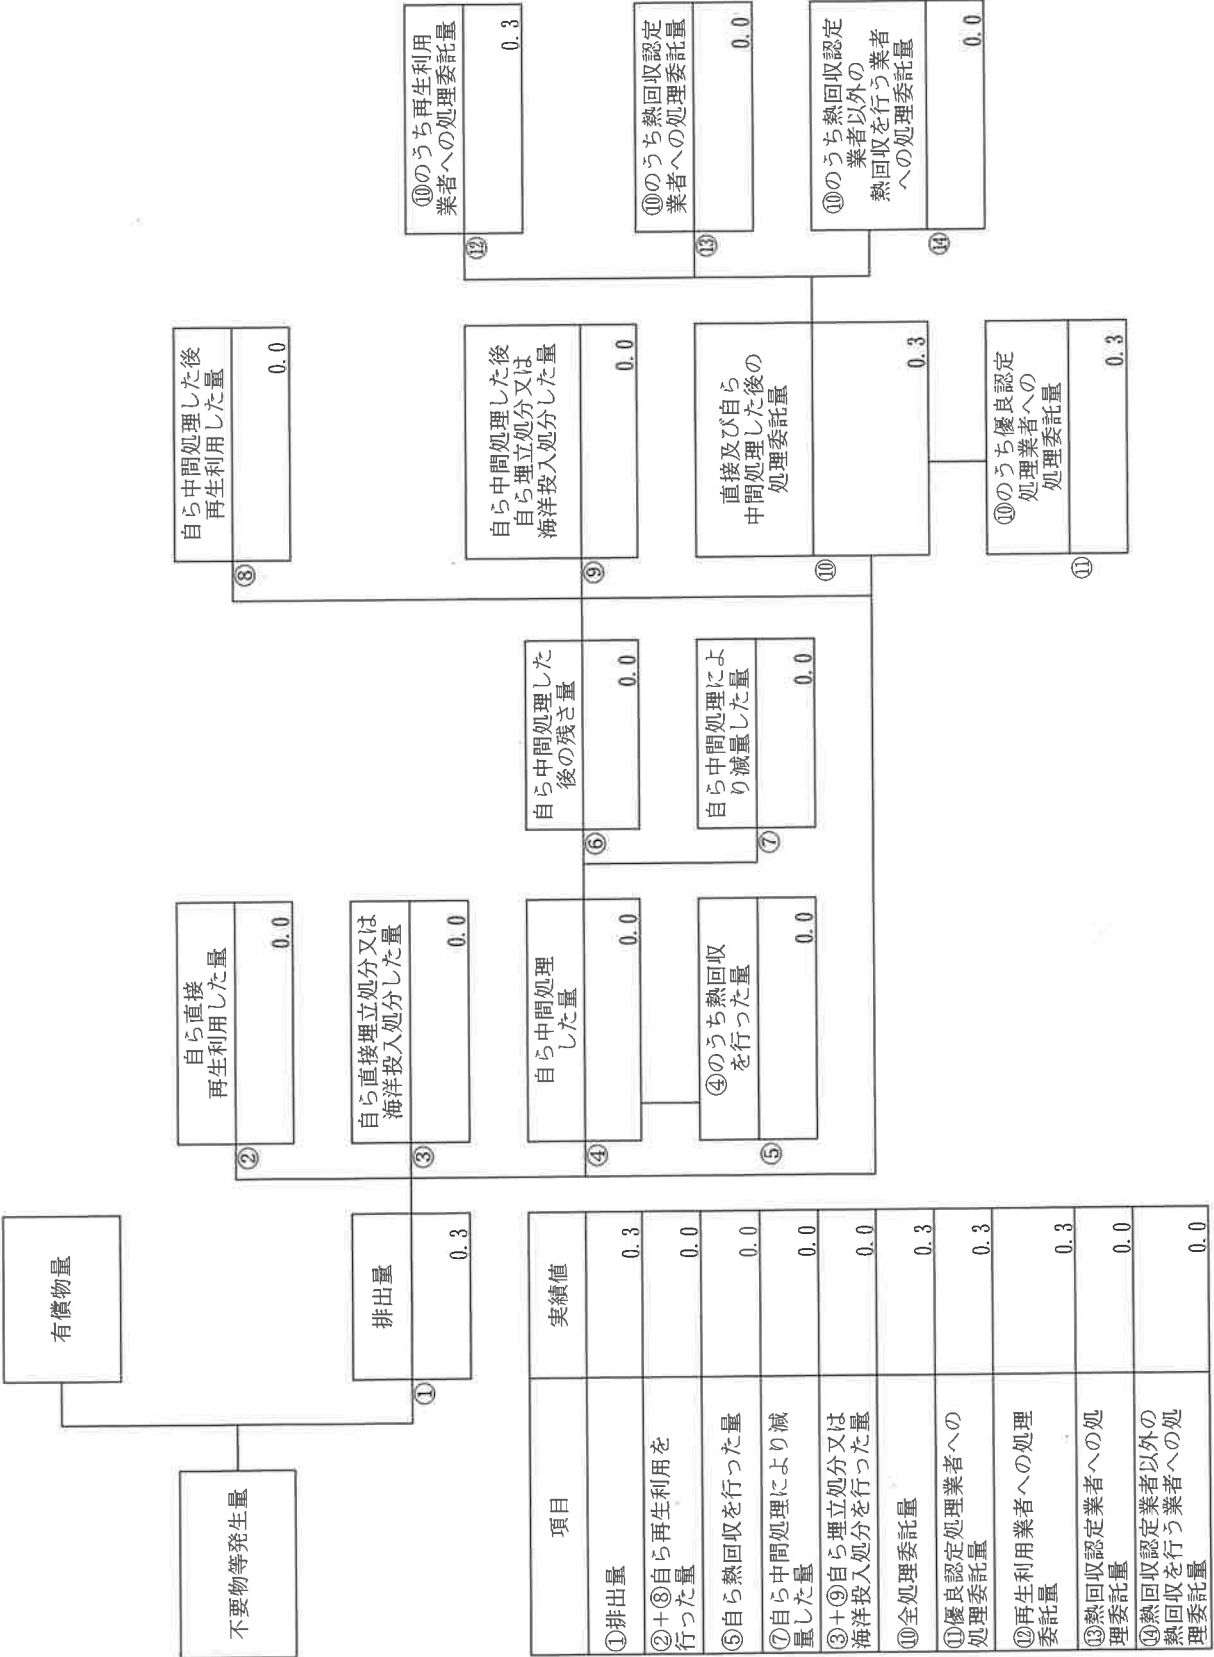 不要物等発生量
有償物量
排出量
0.3
①
自ら直接
再生利用した量
0.0
②
自ら直接埋立処分又は
海洋投入処分した量
0.0
③
自ら中間処理
した量
0.0
④
④のうち熱回収
を行った量
0.0
⑤
自ら中間処理した
後の残さ量
0.0
⑥
自ら中間処理によ
り減量した量
0.0
⑦
自ら中間処理した後
再生利用した量
0.0
⑧
自ら中間処理した後
自ら埋立処分又は
海洋投入処分した量
0.0
⑨
直接及び自ら
中間処理した後の
処理委託量
0.3
⑩
⑩のうち優良認定
処理業者への
処理委託量
0.3
⑪
⑩のうち再生利用
業者への処理委託量
0.3
⑫
⑩のうち熱回収認定
業者への処理委託量
0.0
⑬
⑩のうち熱回収認定
業者以外の
熱回収を行う業者
への処理委託量
0.0
⑭
項目 実績値
①排出量 0.3
②+⑧自ら再生利用を
行った量 0.0
⑤自ら熱回収を行った量 0.0
⑦自ら中間処理により減
量した量 0.0
③+⑨自ら埋立処分又は
海洋投入処分を行った量 0.0
⑩全処理委託量 0.3
⑪優良認定処理業者への
処理委託量 0.3
⑫再生利用業者への処理
委託量 0.3
⑬熱回収認定業者への処
理委託量 0.0
⑭熱回収認定業者以外の
熱回収を行う業者への処
理委託量 0.0